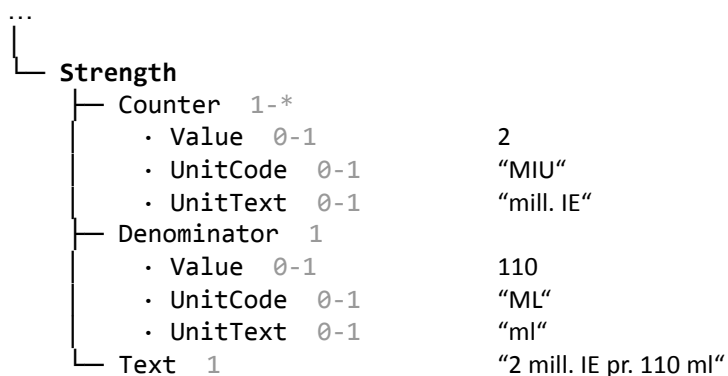 ...
Strength
Counter 1-*
· Value 0-1 2
· UnitCode 0-1 “MIU“
· UnitText 0-1 “mill. IE“
Denominator 1
· Value 0-1 110
· UnitCode 0-1 “ML“
· UnitText 0-1 “ml“
Text 1 “2 mill. IE pr. 110 ml“